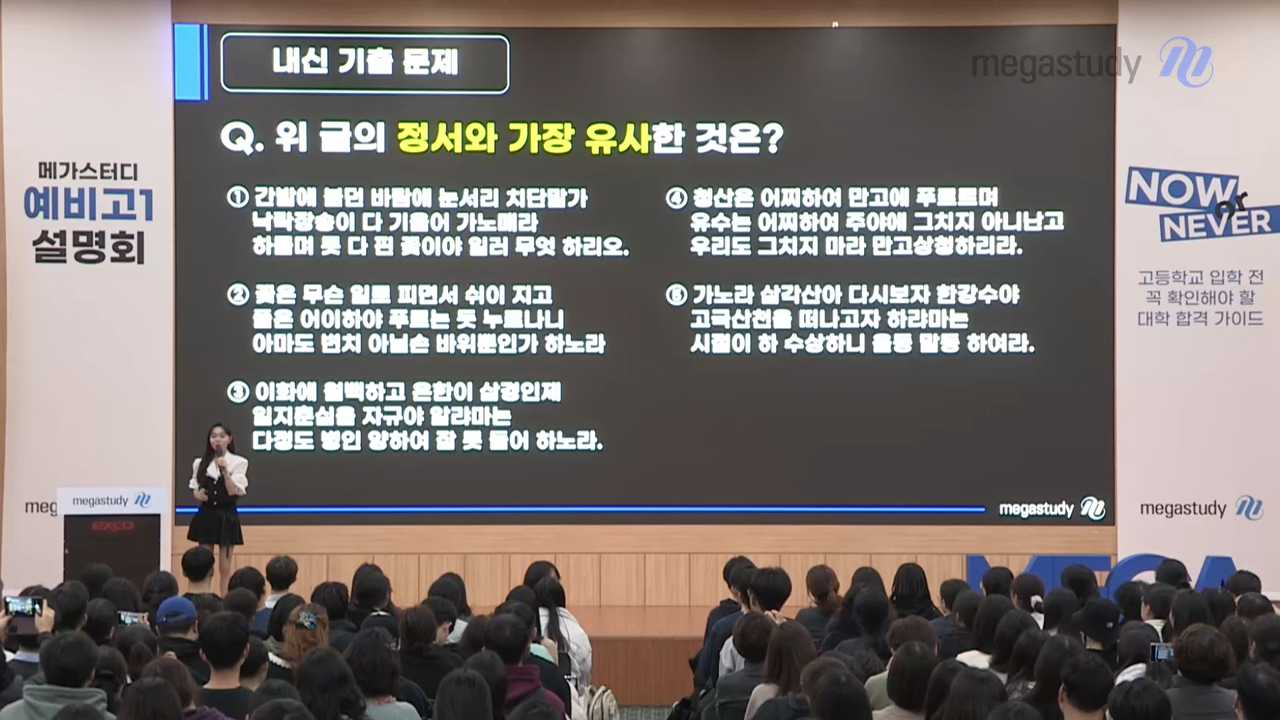 내신 기출 문제
megastudy
Q. 위 글의 정서와 가장 유사한 것은?
① 간밤에 불던 바람에 눈서리 치단말가
낙락장송이 다 기울어 가노매라
하물며 못 다 핀 꽃이야 일러 무엇 하리오.
② 꽃은 무슨 일로 피면서 쉬이 지고
풀은 어이하야 푸르는 듯 누르나니
아마도 변치 아닐손 바위뿐인가 하노라
③ 이화에 월백하고 은한이 삼경인제
일지춘심을 자규야 알랴마는
다정도 병인 양하여 잠 못 들어 하노라.
④ 청산은 어찌하여 만고에 푸르르며
유수는 어찌하여 주야에 그치지 아니남고
우리도 그치지 마라 만고상청하리라.
⑤ 가노라 삼각산아 다시보자 한강수야
고국산천을 떠나고자 하랴마는
시절이 하 수상하니 올동 말동 하여라.
megastudy
메가스터디
예비고1
설명회
meg
megastudy
expo
NOW
or
NEVER
고등학교 입학 전
꼭 확인해야 할
대학 합격 가이드
megastudy
MEGA